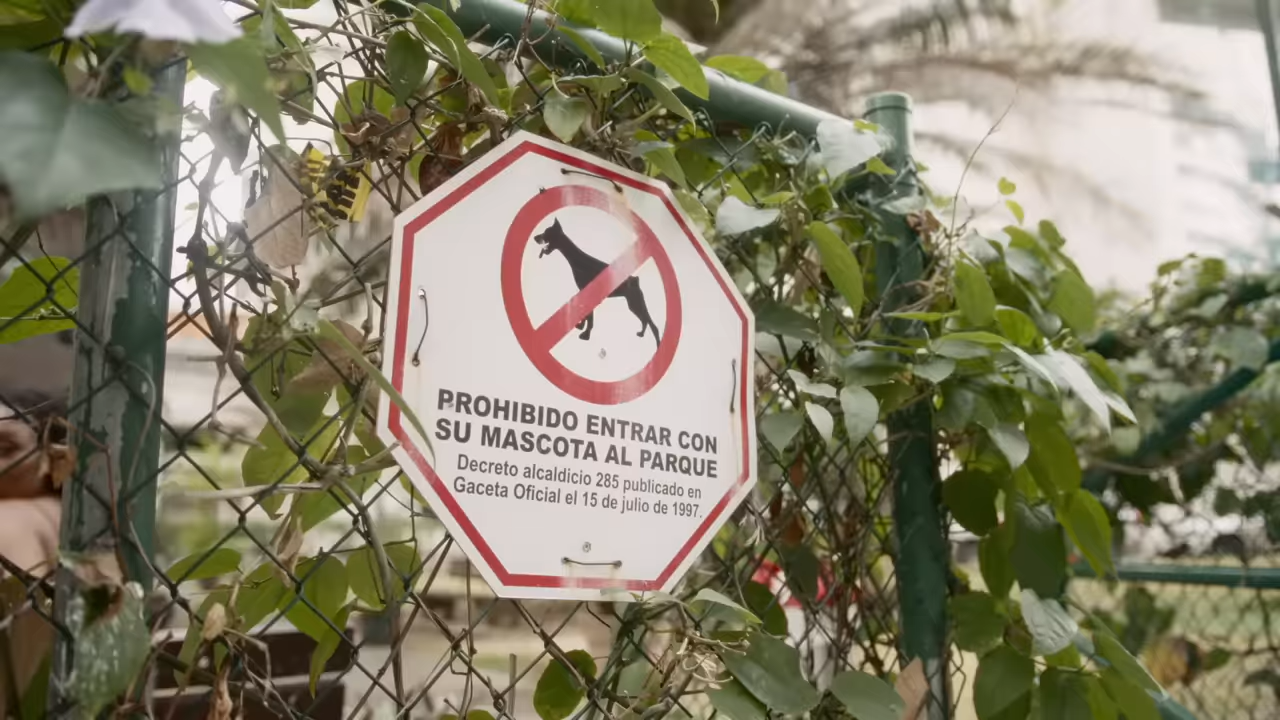 PROHIBIDO ENTRAR CON
SU MASCOTA AL PARQUE
Decreto alcaldicio 285 publicado en
Gaceta Oficial el 15 de julio de 1997.